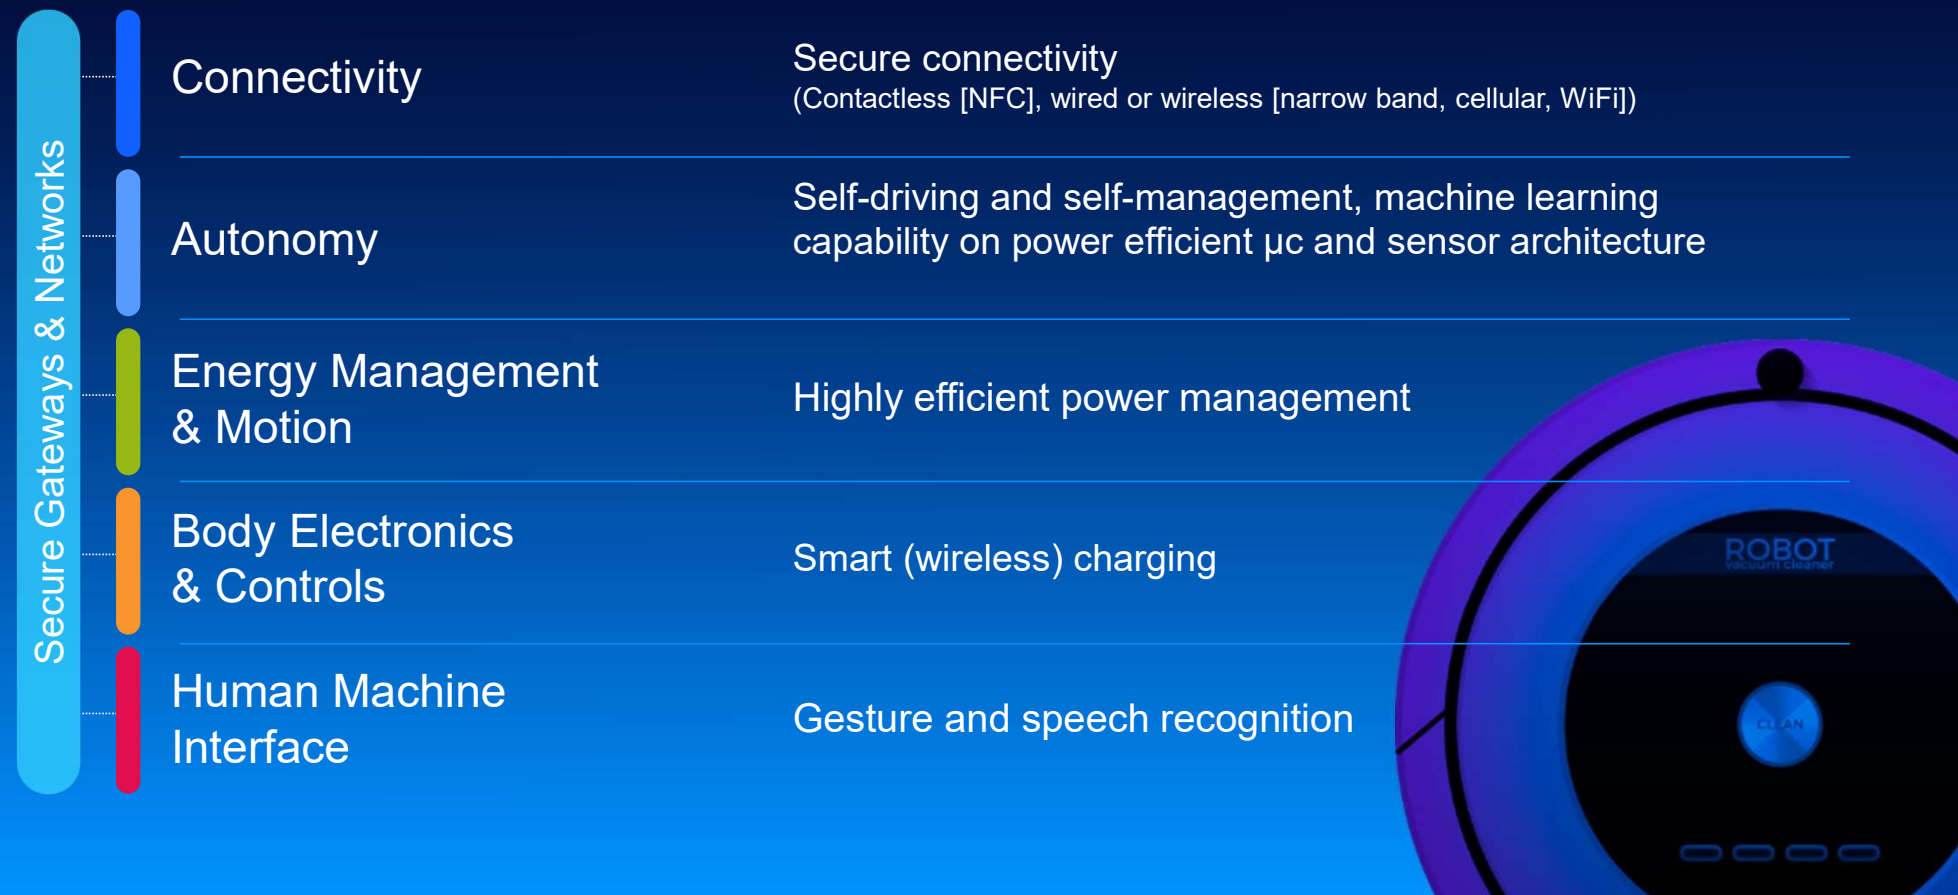 Secure Gateways & Networks
Connectivity
Secure connectivity
(Contactless [NFC], wired or wireless [narrow band, cellular, WiFi])
Autonomy
Self-driving and self-management, machine learning
capability on power efficient µc and sensor architecture
Energy Management
& Motion
Highly efficient power management
Body Electronics
& Controls
Smart (wireless) charging
Human Machine
Interface
Gesture and speech recognition
ROBOT
vacuum cleaner
CLEAN